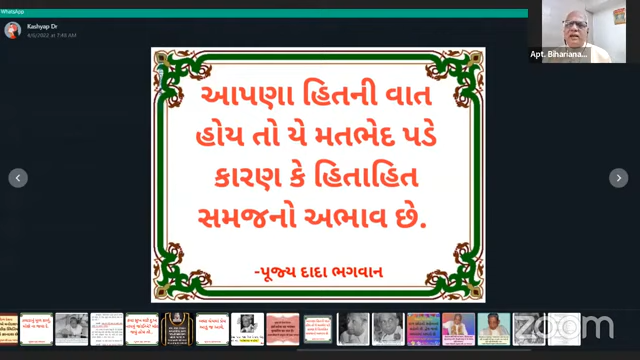 WhatsApp
Kashyap Dr
4/6/2022 at 7:49 AM
Apt. Bihariana...
આપણા હિતની વાત
હોય તો યે મતભેદ પડે
કારણ કે હિતાહિત
સમજનો અભાવ છે.
-પૂજ્ય દાદા ભગવાન
zoom